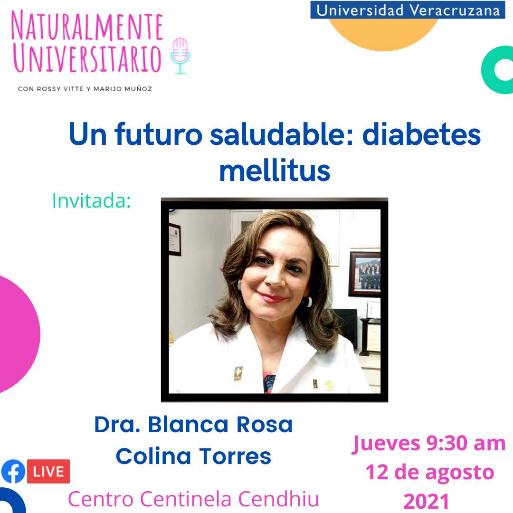 NATURALMENTE
UNIVERSITARIO
CON ROSSY VITTE Y MARIJO MUÑOZ
Universidad Veracruzana
Un futuro saludable: diabetes
mellitus
Invitada:
Dra. Blanca Rosa
Colina Torres
Jueves 9:30 am
12 de agosto
2021
LIVE
Centro Centinela Cendhiu